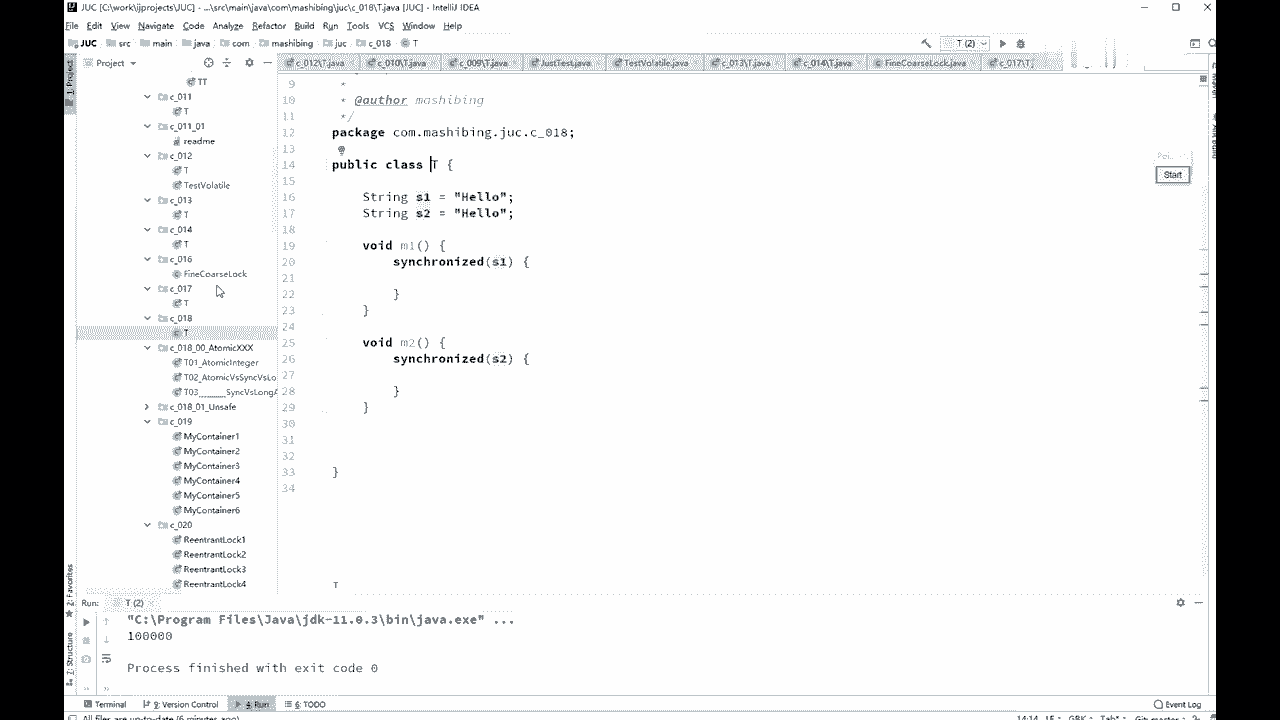 JUC [C:\work\ijprojects\JUC] - ...\src\main\java\com\mashibing\juc\c_018\T.java [JUC] - IntelliJ IDEA
File Edit View Navigate Code Analyze Refactor Build Run Tools VCS Window Help
JUC src main java com mashibing juc c_018 T T (2)
1: Project
Project
c_012\T.java c_010\T.java c_009\T.java JustTest.java TestVolatile.java c_013\T.java c_014\T.java FineCoarseLock.java c_017\T.
TT
c_011
T
c_011_01
readme
c_012
T
TestVolatile
c_013
T
c_014
T
c_016
FineCoarseLock
c_017
T
c_018
T
c_018_00_AtomicXXX
T01_AtomicInteger
T02_AtomicVsSyncVsLo
T03________SyncVsLongA
c_018_01_Unsafe
c_019
MyContainer1
MyContainer2
MyContainer3
MyContainer4
MyContainer5
MyContainer6
c_020
ReentrantLock1
ReentrantLock2
ReentrantLock3
ReentrantLock4
9 *
10 * @author mashibing
11 */
12 package com.mashibing.juc.c_018;
13
14 public class T {
15
16 String s1 = "Hello";
17 String s2 = "Hello";
18
19 void m1() {
20 synchronized(s1) {
21
22 }
23 }
24
25 void m2() {
26 synchronized(s2) {
27
28 }
29 }
30
31
32
33 }
34
T
Start
2: Favorites
7: Structure
Run: T (2)
"C:\Program Files\Java\jdk-11.0.3\bin\java.exe" ...
100000
Process finished with exit code 0
Terminal 9: Version Control 4: Run 6: TODO Event Log
All files are up-to-date (6 minutes ago) 14:14